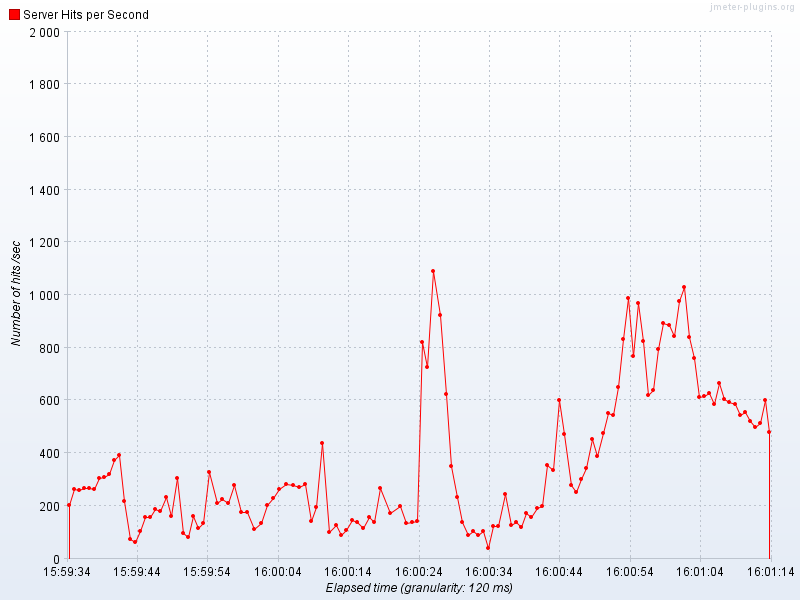 jmeter-plugins.org
Server Hits per Second
2 000
1 800
1 600
1 400
1 200
1 000
800
600
400
200
0
Number of hits /sec
15:59:34 15:59:44 15:59:54 16:00:04 16:00:14 16:00:24 16:00:34 16:00:44 16:00:54 16:01:04 16:01:14
Elapsed time (granularity: 120 ms)